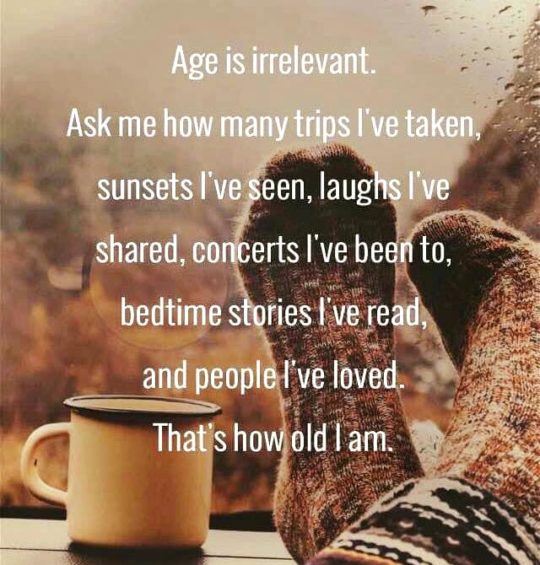 Age is irrelevant.
Ask me how many trips I've taken,
sunsets I've seen, laughs I've
shared, concerts I've been to,
bedtime stories I've read,
and people I've loved.
That's how old I am.